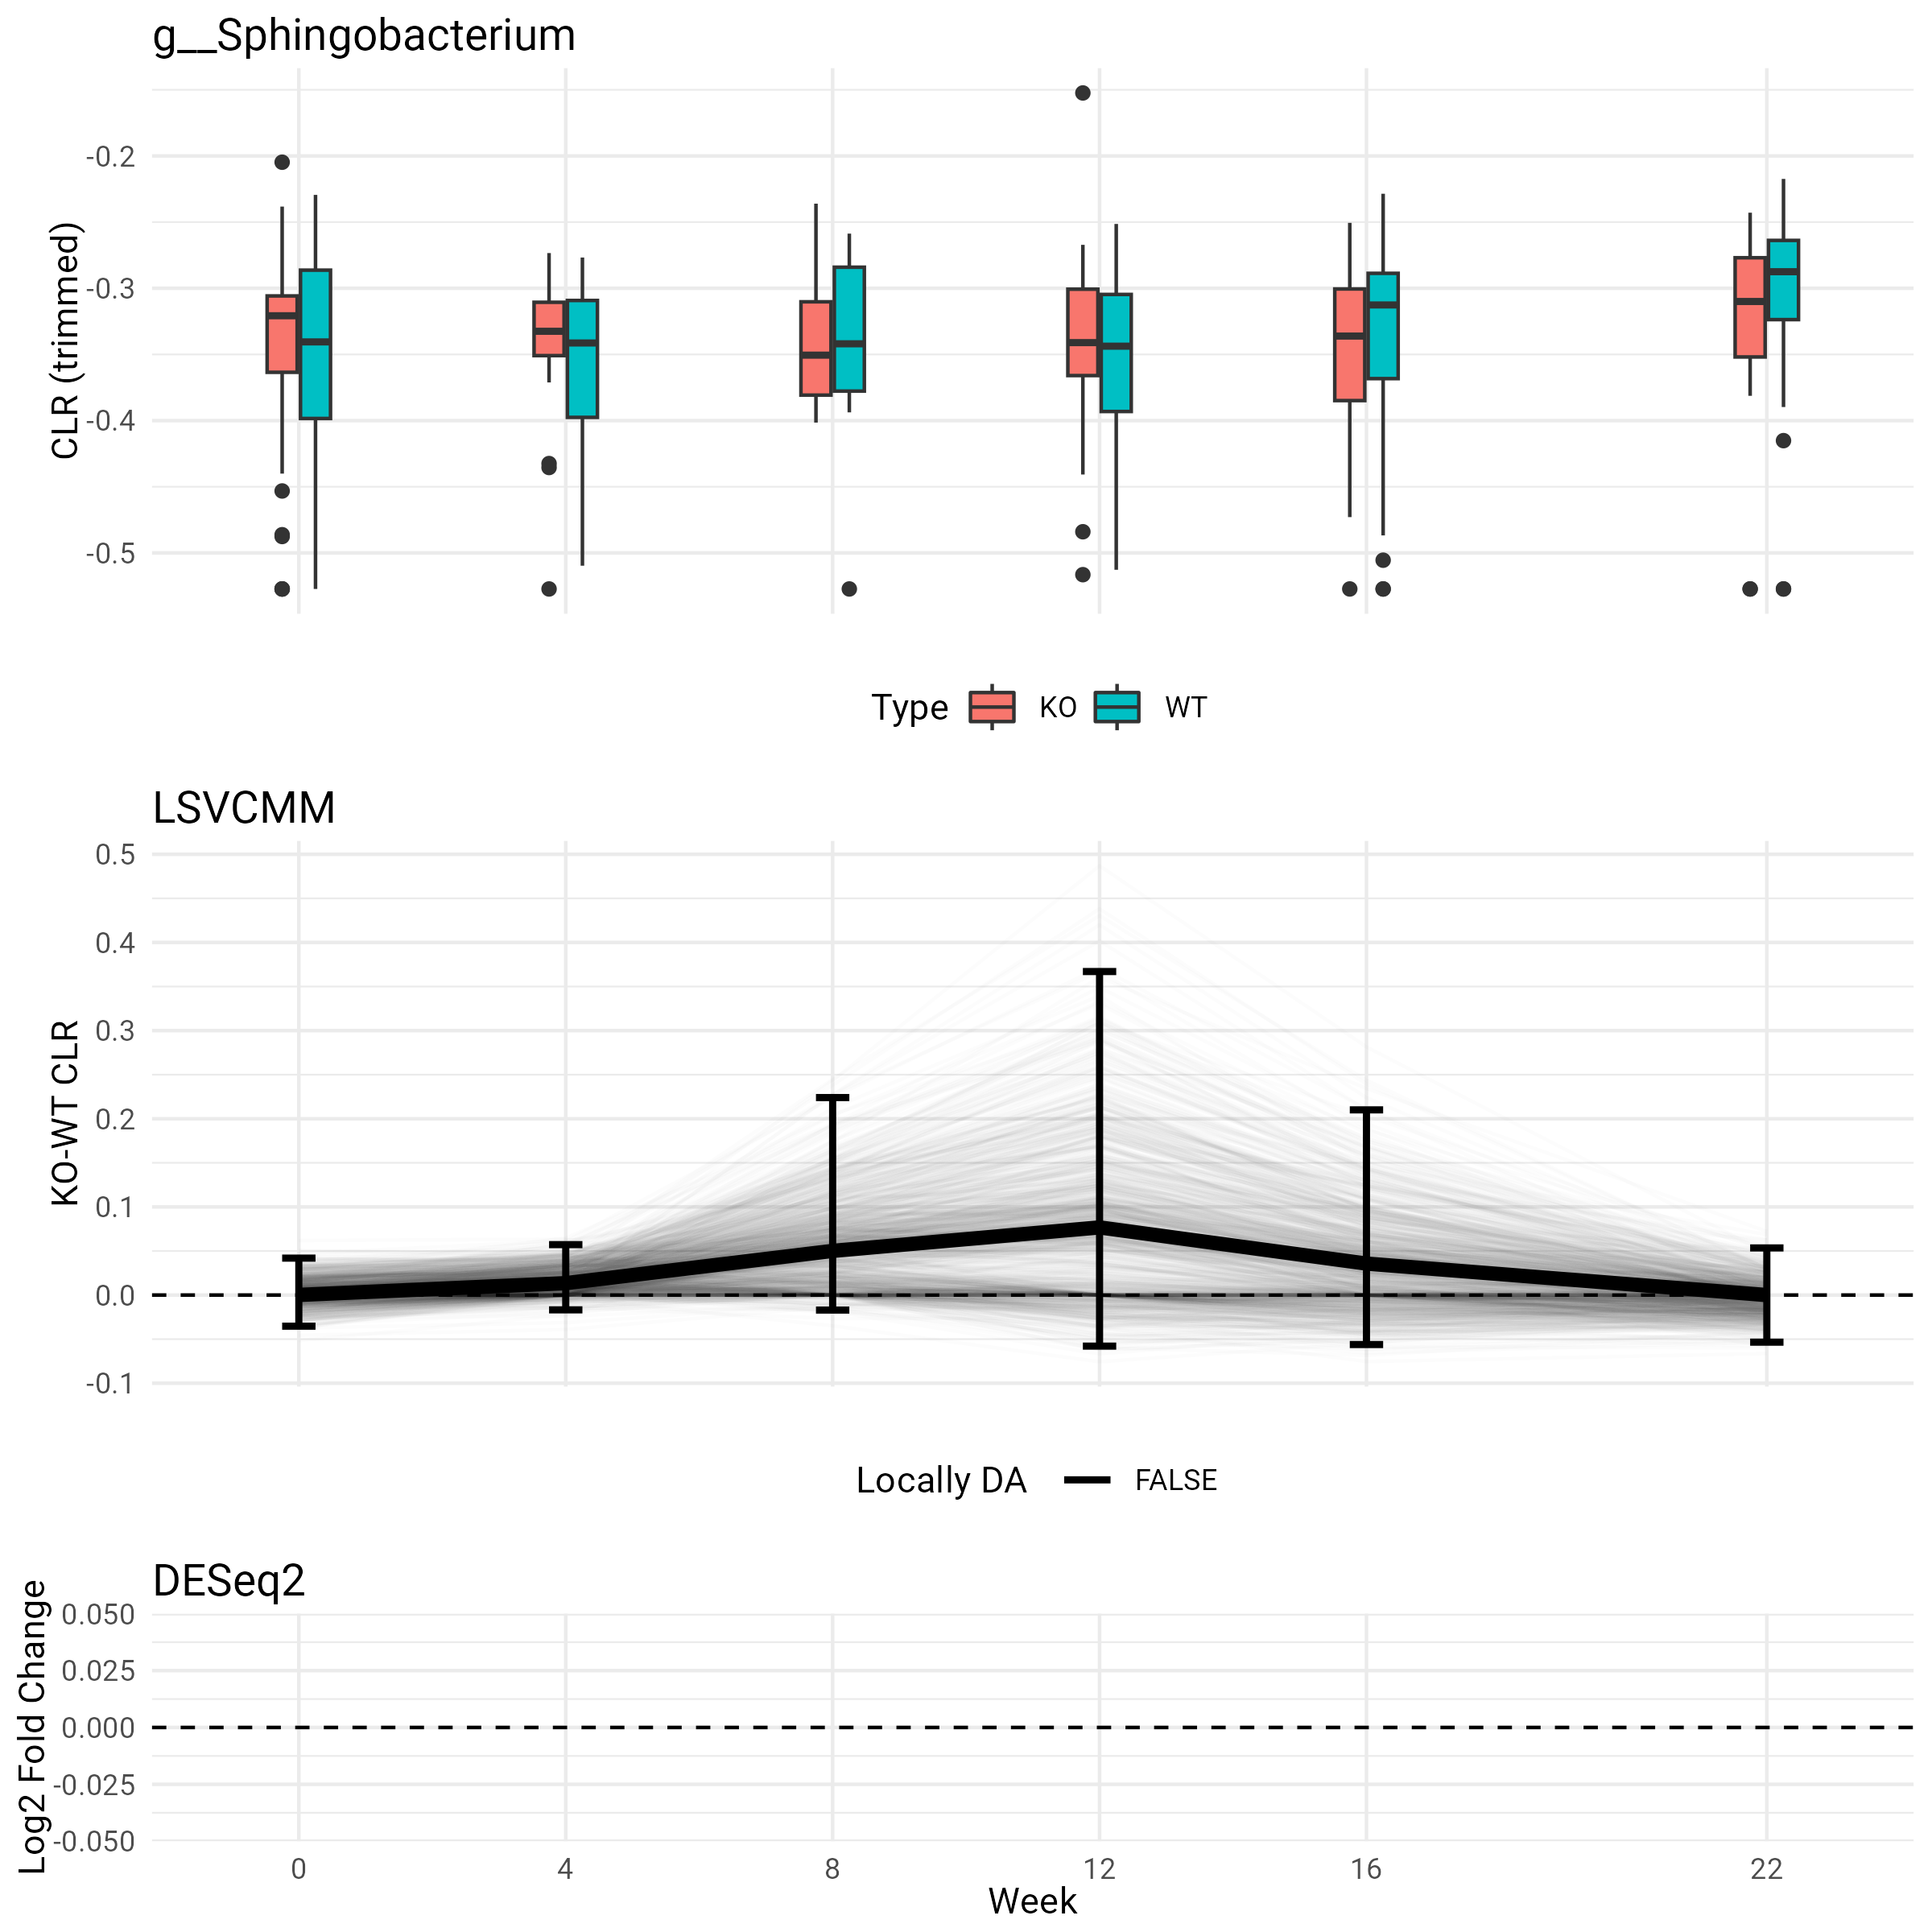 g__Sphingobacterium
CLR (trimmed)
-0.2
-0.3
-0.4
-0.5
Type KO WT
LSVCMM
KO-WT CLR
0.5
0.4
0.3
0.2
0.1
0.0
-0.1
Locally DA FALSE
DESeq2
Log2 Fold Change
0.050
0.025
0.000
-0.025
-0.050
0 4 8 12 16 22
Week